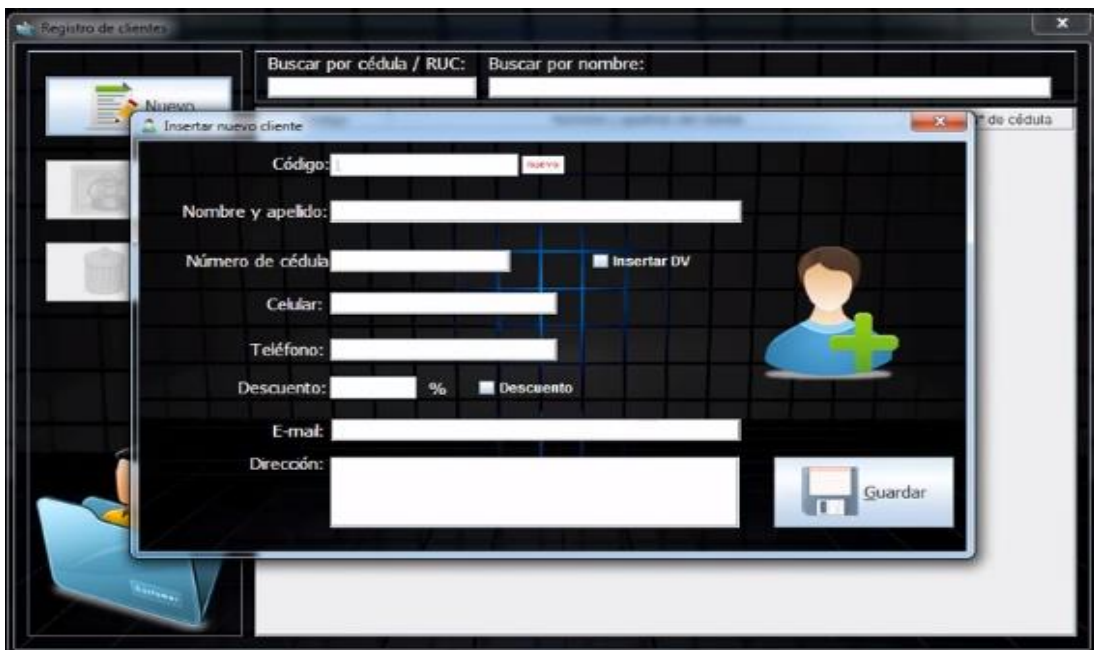 Registro de clientes
Buscar por cédula / RUC: Buscar por nombre:
Nuevo
Insertar nuevo cliente
de cédula
Código: nuevo
Nombre y apelido:
Número de cédula
Insertar DV
Celular:
Teléfono:
Descuento: % Descuento
E-mail:
Dirección:
Guardar